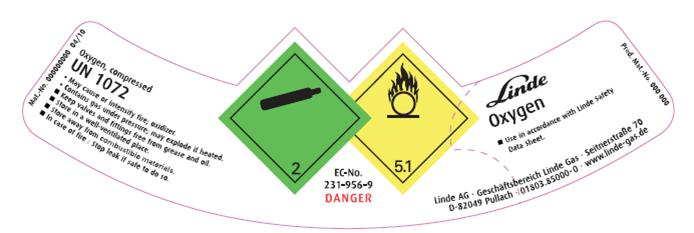 Mat.-No. 000000000 04/10
Oxygen, compressed
UN 1072
• May cause or intensify fire, oxidizer.
■ Contains gas under pressure, may explode if heated.
■ Keep valves and fittings free from grease and oil.
■ Store in a well-ventilated place.
■ Store away from combustible materials.
■ In case of fire : Stop leak if safe to do so.
2
5.1
EC-No.
231-956-9
DANGER
Linde
Oxygen
■ Use in accordance with Linde Safety
Data Sheet.
Linde AG · Geschäftsbereich Linde Gas · Seitnerstraße 70
D-82049 Pullach · 01803.85000-0 · www.linde-gas.de
Prod. Mat.-No. 000 000